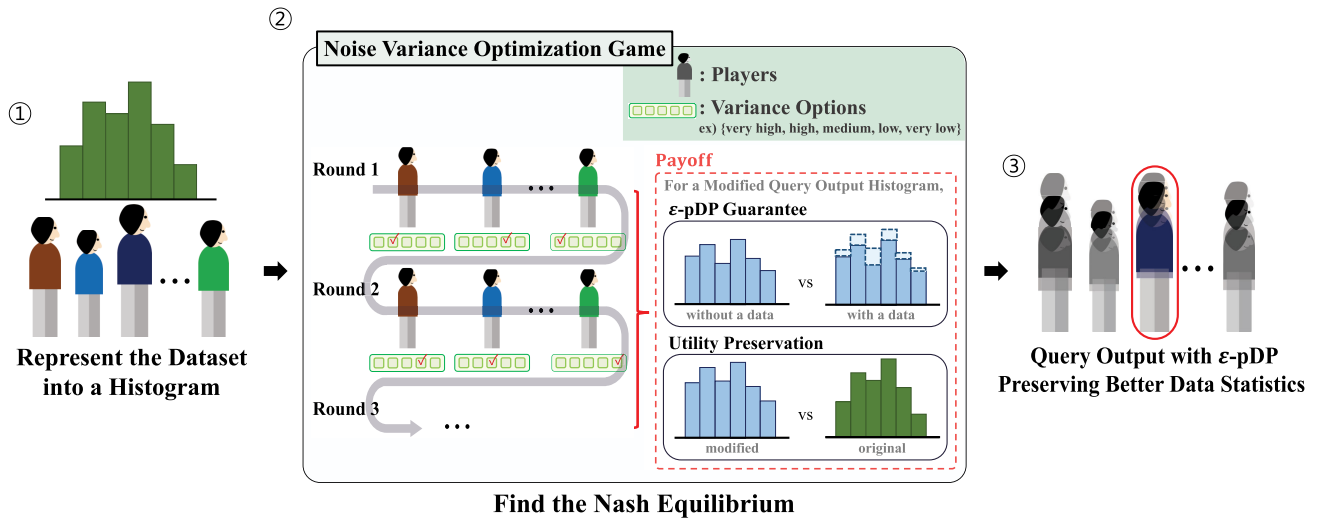 ①
Represent the Dataset
into a Histogram
②
Noise Variance Optimization Game
: Players
: Variance Options
ex) {very high, high, medium, low, very low}
Round 1
Round 2
Round 3
Payoff
For a Modified Query Output Histogram,
ε-pDP Guarantee
vs
without a data
with a data
Utility Preservation
vs
modified
original
Find the Nash Equilibrium
③
Query Output with ε-pDP
Preserving Better Data Statistics